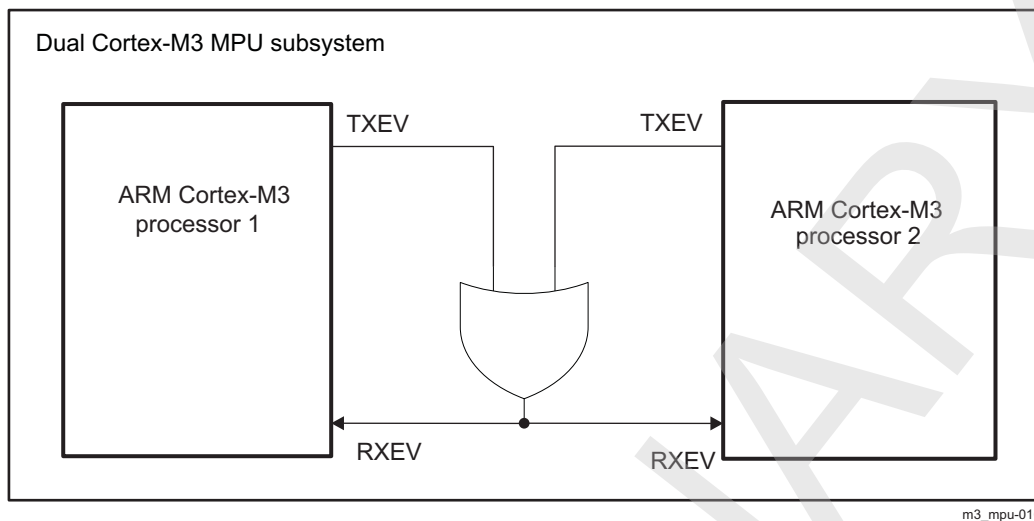 Dual Cortex-M3 MPU subsystem
TXEV
TXEV
ARM Cortex-M3
processor 1
ARM Cortex-M3
processor 2
RXEV
RXEV
m3_mpu-01